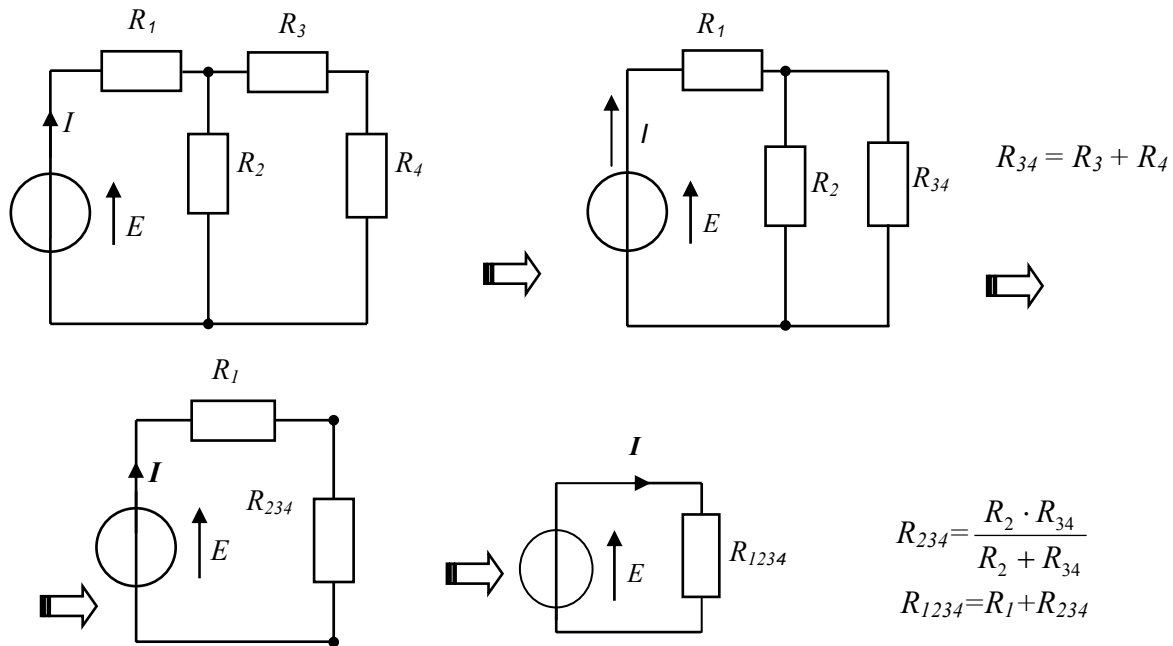 R1
R3
I
R2
R4
E
R1
I
R2
R34
E
R34 = R3 + R4
R1
I
R234
E
I
R1234
E
R234 = \frac{R2 · R34}{R2 + R34}
R1234=R1+R234